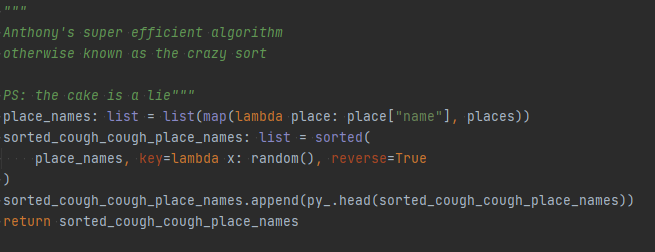 """
Anthony's super efficient algorithm
otherwise known as the crazy sort

PS: the cake is a lie"""
place_names: list = list(map(lambda place: place["name"], places))
sorted_cough_cough_place_names: list = sorted(
    place_names, key=lambda x: random(), reverse=True
)
sorted_cough_cough_place_names.append(py_.head(sorted_cough_cough_place_names))
return sorted_cough_cough_place_names